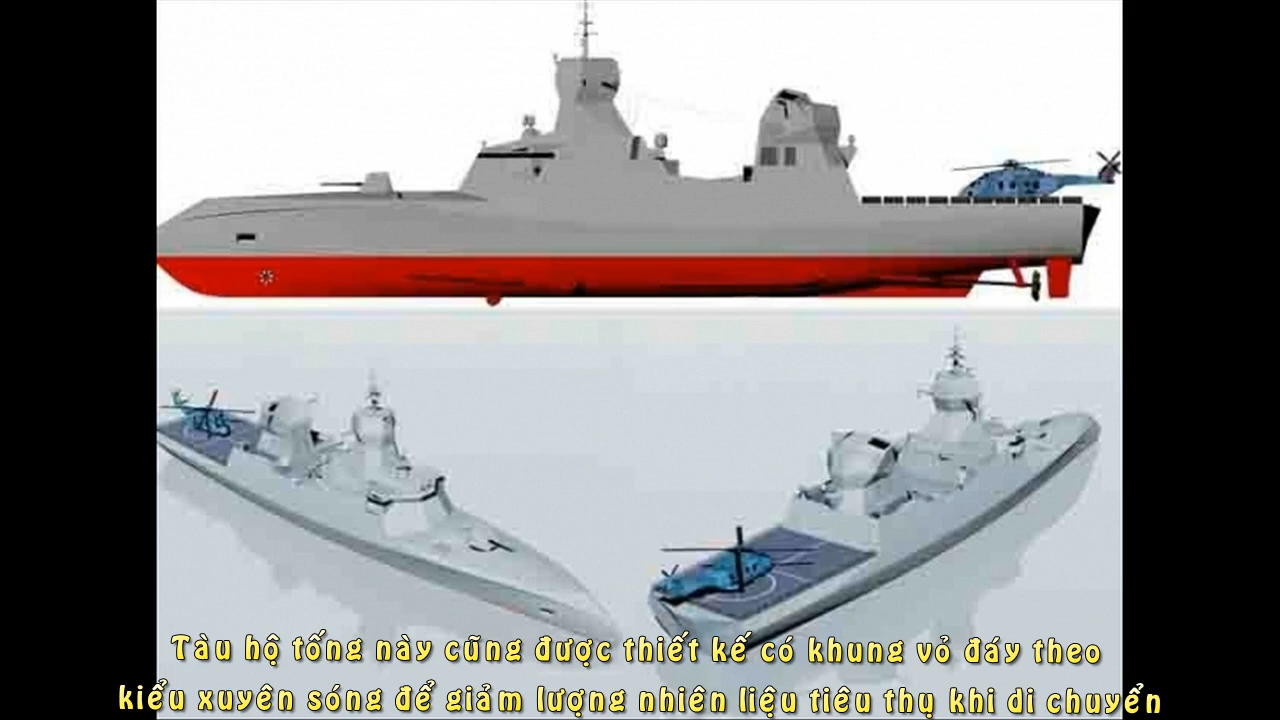 Tàu hộ tống này cũng được thiết kế có khung vỏ đáy theo
kiểu xuyên sóng để giảm lượng nhiên liệu tiêu thụ khi di chuyển